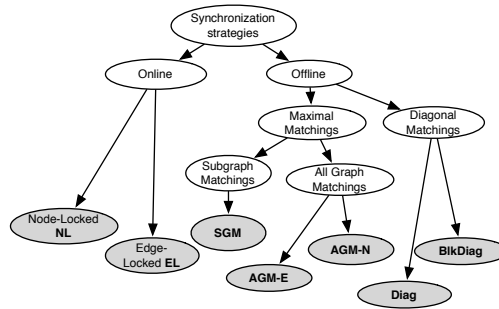 Synchronization
strategies
Online
Offline
Maximal
Matchings
Diagonal
Matchings
Subgraph
Matchings
All Graph
Matchings
Node-Locked
NL
Edge-
Locked EL
SGM
AGM-N
BlkDiag
AGM-E
Diag